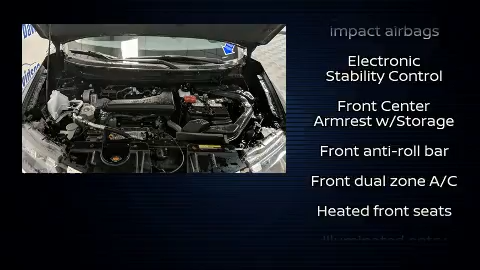 impact airbags
Electronic
Stability Control
Front Center
Armrest w/Storage
Front anti-roll bar
Front dual zone A/C
Heated front seats